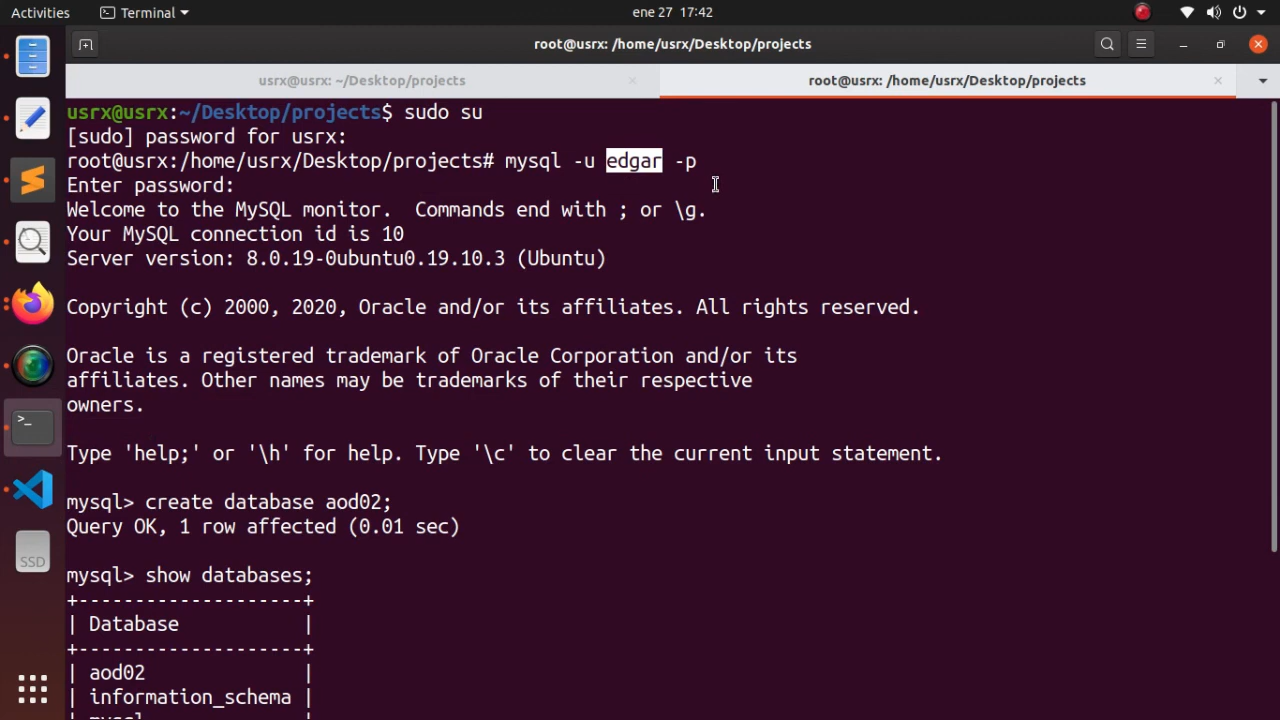 Activities Terminal ene 27 17:42
root@usrx: /home/usrx/Desktop/projects
usrx@usrx: ~/Desktop/projects × root@usrx: /home/usrx/Desktop/projects ×
usrx@usrx:~/Desktop/projects$ sudo su
[sudo] password for usrx:
root@usrx:/home/usrx/Desktop/projects# mysql -u edgar -p
Enter password:
Welcome to the MySQL monitor.  Commands end with ; or \g.
Your MySQL connection id is 10
Server version: 8.0.19-0ubuntu0.19.10.3 (Ubuntu)
Copyright (c) 2000, 2020, Oracle and/or its affiliates. All rights reserved.
Oracle is a registered trademark of Oracle Corporation and/or its
affiliates. Other names may be trademarks of their respective
owners.
Type 'help;' or '\h' for help. Type '\c' to clear the current input statement.
mysql> create database aod02;
Query OK, 1 row affected (0.01 sec)
mysql> show databases;
+--------------------+
| Database           |
+--------------------+
| aod02              |
| information_schema |
SSD